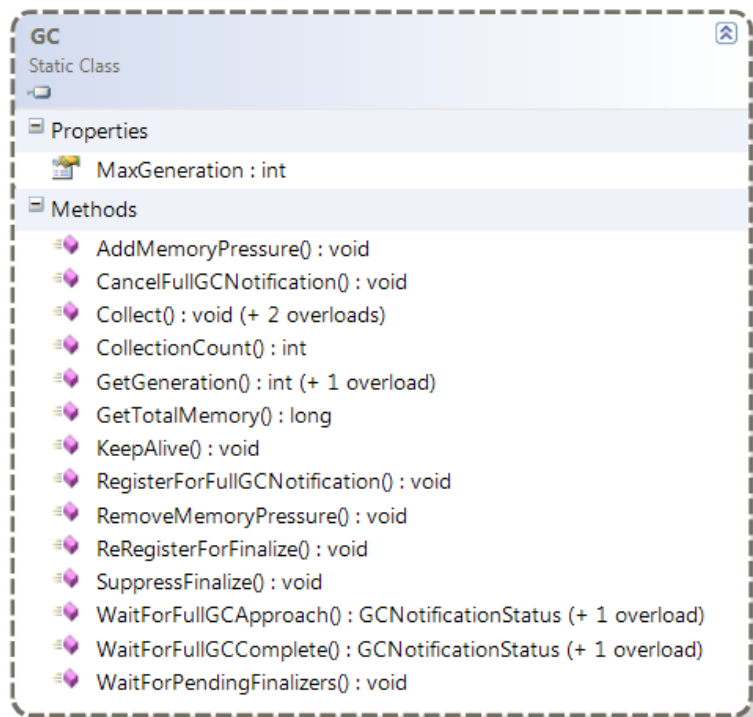 GC
Static Class
Properties
MaxGeneration : int
Methods
AddMemoryPressure() : void
CancelFullGCNotification() : void
Collect() : void (+ 2 overloads)
CollectionCount() : int
GetGeneration() : int (+ 1 overload)
GetTotalMemory() : long
KeepAlive() : void
RegisterForFullGCNotification() : void
RemoveMemoryPressure() : void
ReRegisterForFinalize() : void
SuppressFinalize() : void
WaitForFullGCApproach() : GCNotificationStatus (+ 1 overload)
WaitForFullGCComplete() : GCNotificationStatus (+ 1 overload)
WaitForPendingFinalizers() : void